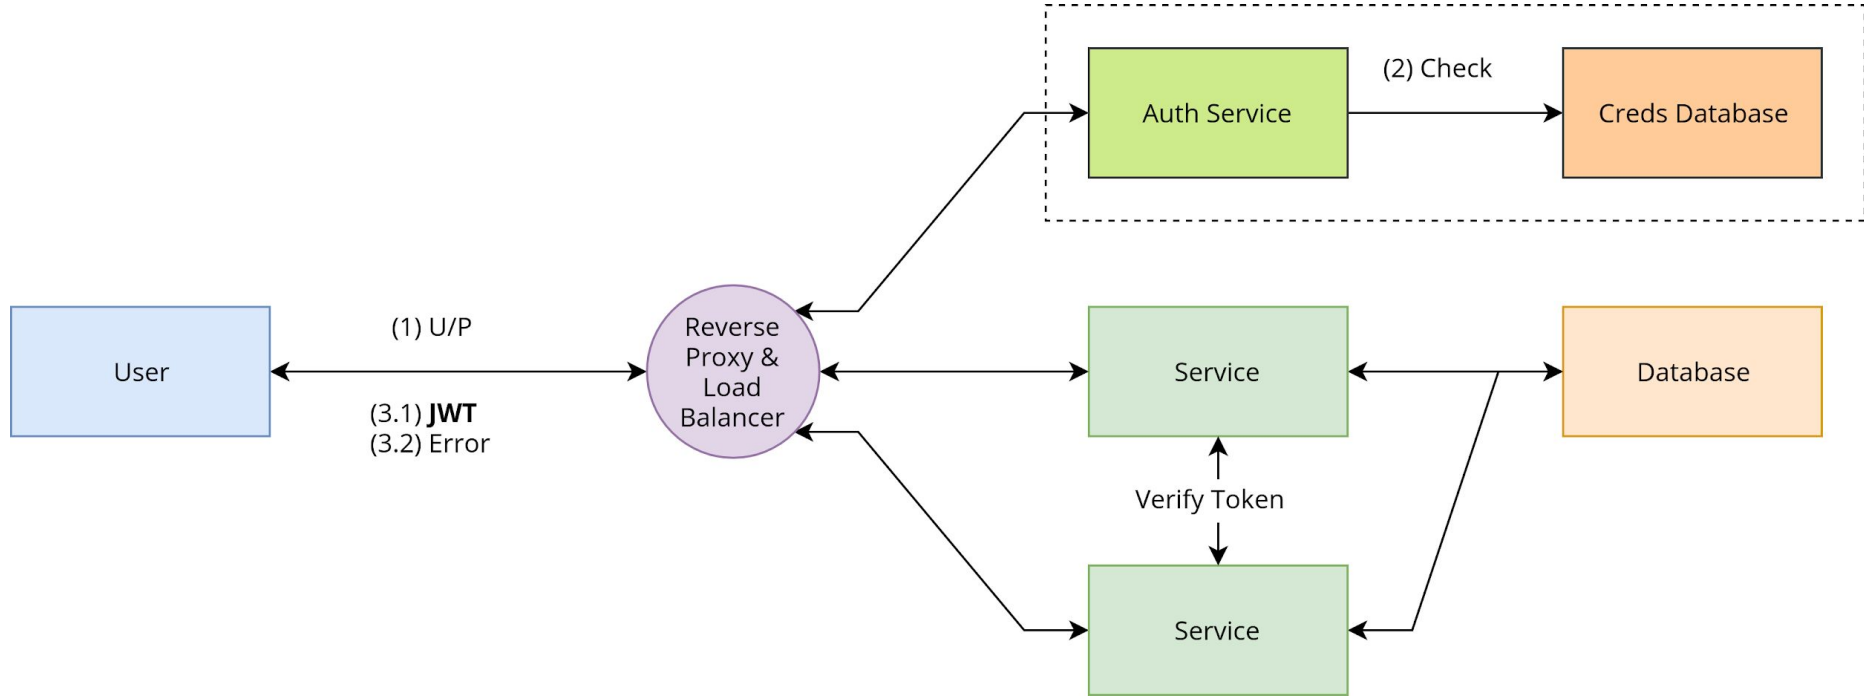 (2) Check
Auth Service
Creds Database
(1) U/P
User
(3.1) JWT
(3.2) Error
Reverse
Proxy &
Load
Balancer
Service
Database
Verify Token
Service